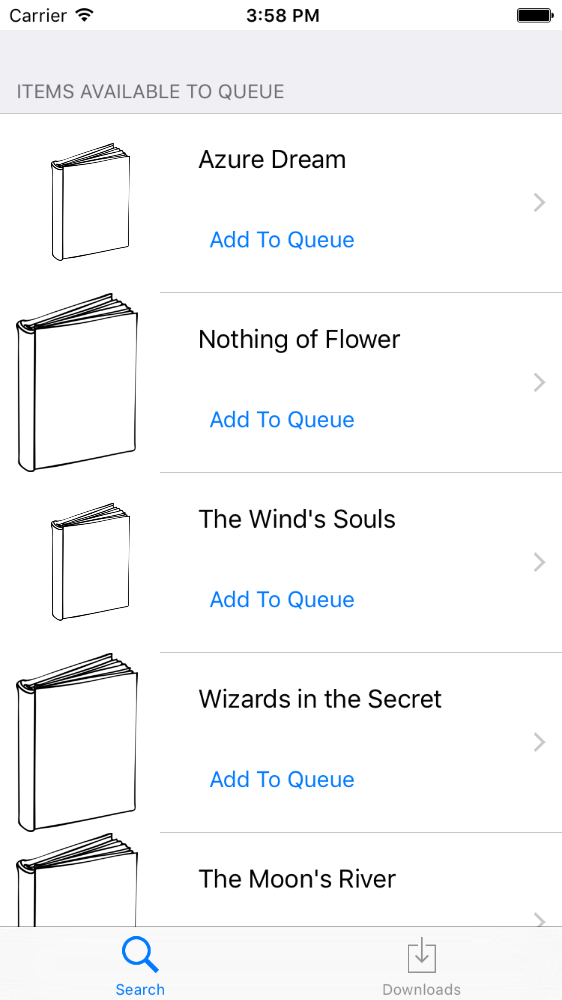 Carrier 3:58 PM
ITEMS AVAILABLE TO QUEUE
Azure Dream
Add To Queue
Nothing of Flower
Add To Queue
The Wind's Souls
Add To Queue
Wizards in the Secret
Add To Queue
The Moon's River
Search Downloads